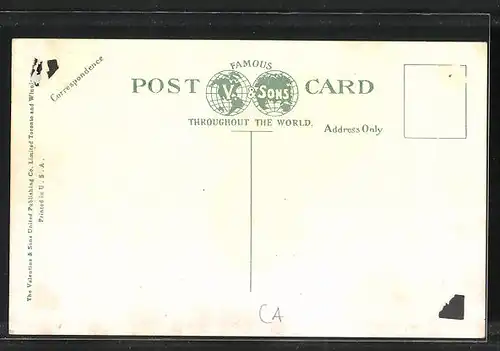 FAMOUS
POST V. & SONS CARD
THROUGHOUT THE WORLD.
Correspondence
Address Only
The Valentine & Sons United Publishing Co. Limited Toronto and
Printed in U.S.A.
CA